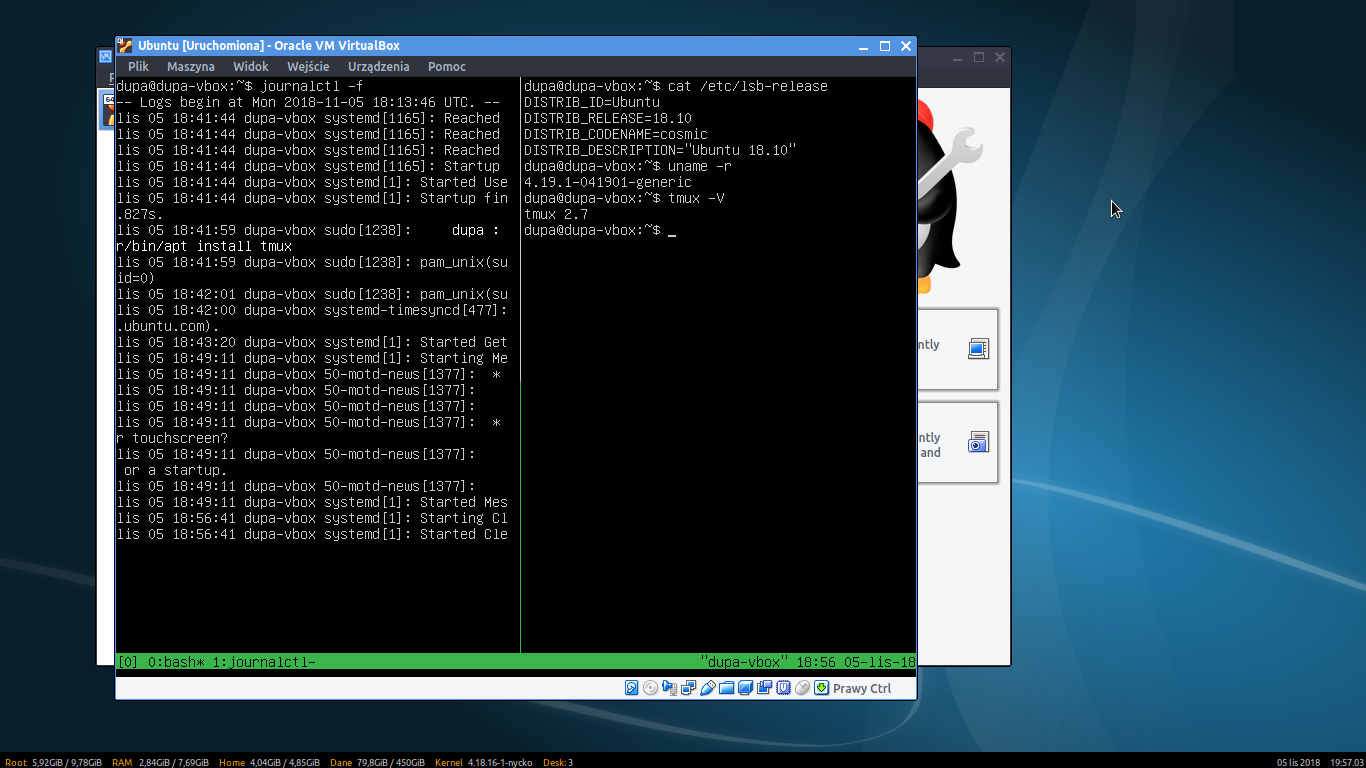 Ubuntu [Uruchomiona] - Oracle VM VirtualBox
Plik Maszyna Widok Wejście Urządzenia Pomoc
dupa@dupa-vbox:~$ journalctl -f
-- Logs begin at Mon 2018-11-05 18:13:46 UTC. --
lis 05 18:41:44 dupa-vbox systemd[1165]: Reached
lis 05 18:41:44 dupa-vbox systemd[1165]: Reached
lis 05 18:41:44 dupa-vbox systemd[1165]: Reached
lis 05 18:41:44 dupa-vbox systemd[1165]: Startup
lis 05 18:41:44 dupa-vbox systemd[1]: Started Use
lis 05 18:41:44 dupa-vbox systemd[1]: Startup fin
.827s.
lis 05 18:41:59 dupa-vbox sudo[1238]:     dupa :
r/bin/apt install tmux
lis 05 18:41:59 dupa-vbox sudo[1238]: pam_unix(su
id=0)
lis 05 18:42:01 dupa-vbox sudo[1238]: pam_unix(su
lis 05 18:42:00 dupa-vbox systemd-timesyncd[477]:
.ubuntu.com).
lis 05 18:43:20 dupa-vbox systemd[1]: Started Get
lis 05 18:49:11 dupa-vbox systemd[1]: Starting Me
lis 05 18:49:11 dupa-vbox 50-motd-news[1377]:  *
lis 05 18:49:11 dupa-vbox 50-motd-news[1377]:
lis 05 18:49:11 dupa-vbox 50-motd-news[1377]:
lis 05 18:49:11 dupa-vbox 50-motd-news[1377]:  *
r touchscreen?
lis 05 18:49:11 dupa-vbox 50-motd-news[1377]:
 or a startup.
lis 05 18:49:11 dupa-vbox 50-motd-news[1377]:
lis 05 18:49:11 dupa-vbox systemd[1]: Started Mes
lis 05 18:56:41 dupa-vbox systemd[1]: Starting Cl
lis 05 18:56:41 dupa-vbox systemd[1]: Started Cle
dupa@dupa-vbox:~$ cat /etc/lsb-release
DISTRIB_ID=Ubuntu
DISTRIB_RELEASE=18.10
DISTRIB_CODENAME=cosmic
DISTRIB_DESCRIPTION="Ubuntu 18.10"
dupa@dupa-vbox:~$ uname -r
4.19.1-041901-generic
dupa@dupa-vbox:~$ tmux -V
tmux 2.7
dupa@dupa-vbox:~$ _
[0] 0:bash* 1:journalctl- "dupa-vbox" 18:56 05-lis-18
Prawy Ctrl
P
64
ntly
ntly
and
Root 5,92GiB / 9,78GiB RAM 2,84GiB / 7,69GiB Home 4,04GiB / 4,85GiB Dane 79,8GiB / 450GiB Kernel 4.18.16-1-nycko Desk: 3 05 lis 2018 19:57.03